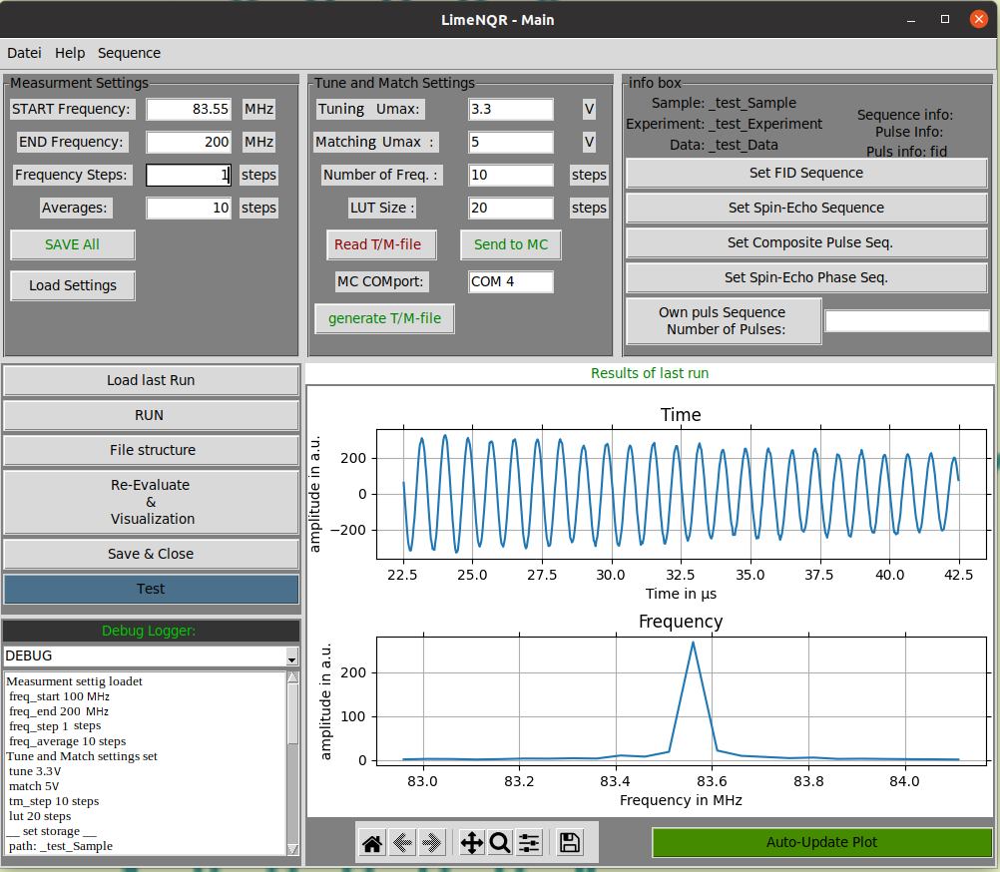 LimeNQR - Main
Datei Help Sequence
Measurment Settings
START Frequency: 83.55 MHz
END Frequency: 200 MHz
Frequency Steps: 1 steps
Averages: 10 steps
SAVE All
Load Settings
Tune and Match Settings
Tuning Umax: 3.3 V
Matching Umax : 5 V
Number of Freq. : 10 steps
LUT Size : 20 steps
Read T/M-file Send to MC
MC COMport: COM 4
generate T/M-file
info box
Sample: _test_Sample
Experiment: _test_Experiment
Data: _test_Data
Sequence info:
Pulse Info:
Puls info: fid
Set FID Sequence
Set Spin-Echo Sequence
Set Composite Pulse Seq.
Set Spin-Echo Phase Seq.
Own puls Sequence
Number of Pulses:
Load last Run
RUN
File structure
Re-Evaluate
&
Visualization
Save & Close
Test
Debug Logger:
DEBUG
Measurment settig loadet
freq_start 100 MHz
freq_end 200 MHz
freq_step 1 steps
freq_average 10 steps
Tune and Match settings set
tune 3.3V
match 5V
tm_step 10 steps
lut 20 steps
__ set storage __
path: _test_Sample
Results of last run
Time
amplitude in a.u.
200
0
−200
22.5 25.0 27.5 30.0 32.5 35.0 37.5 40.0 42.5
Time in µs
Frequency
amplitude in a.u.
200
100
0
83.0 83.2 83.4 83.6 83.8 84.0
Frequency in MHz
Auto-Update Plot